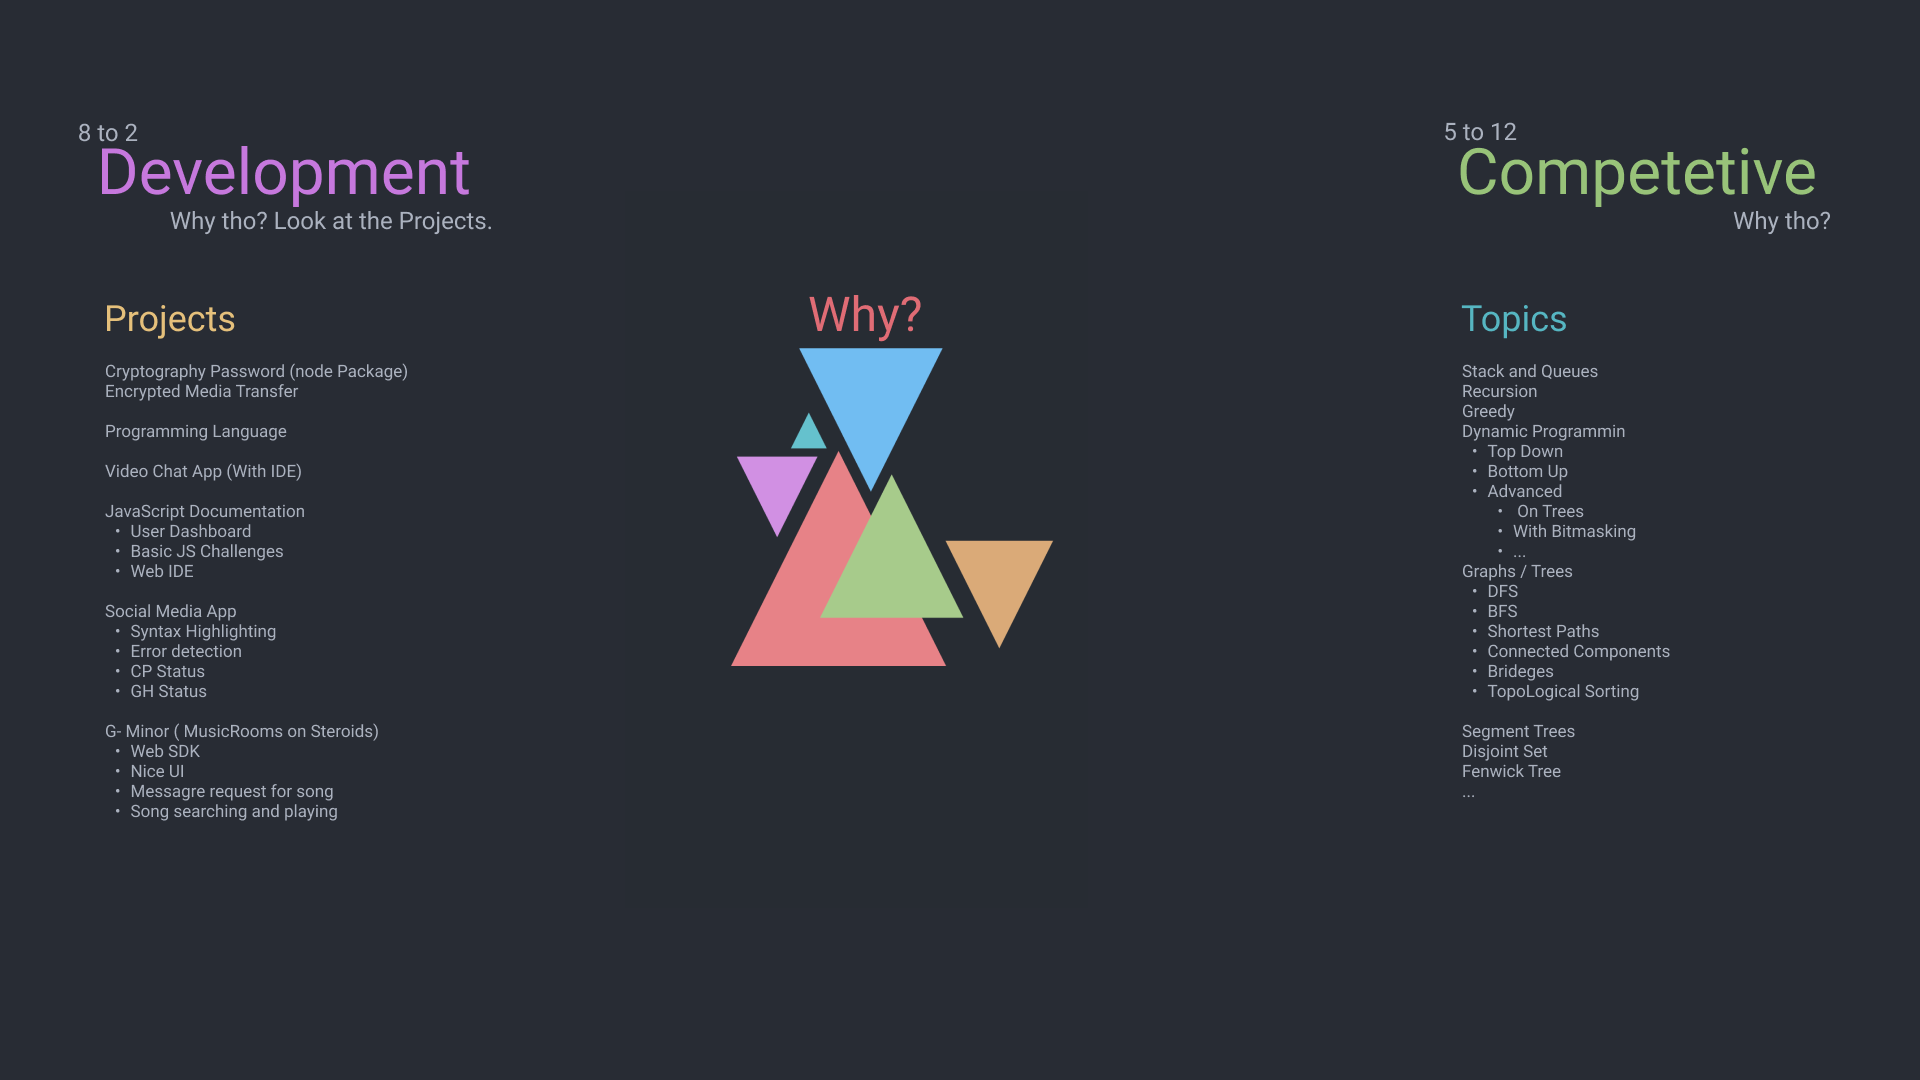 8 to 2
Development
Why tho? Look at the Projects.
Projects
Cryptography Password (node Package)
Encrypted Media Transfer
Programming Language
Video Chat App (With IDE)
JavaScript Documentation
• User Dashboard
• Basic JS Challenges
• Web IDE
Social Media App
• Syntax Highlighting
• Error detection
• CP Status
• GH Status
G- Minor ( MusicRooms on Steroids)
• Web SDK
• Nice UI
• Messagre request for song
• Song searching and playing
Why?
5 to 12
Competetive
Why tho?
Topics
Stack and Queues
Recursion
Greedy
Dynamic Programmin
• Top Down
• Bottom Up
• Advanced
• On Trees
• With Bitmasking
• ...
Graphs / Trees
• DFS
• BFS
• Shortest Paths
• Connected Components
• Brideges
• TopoLogical Sorting
Segment Trees
Disjoint Set
Fenwick Tree
...